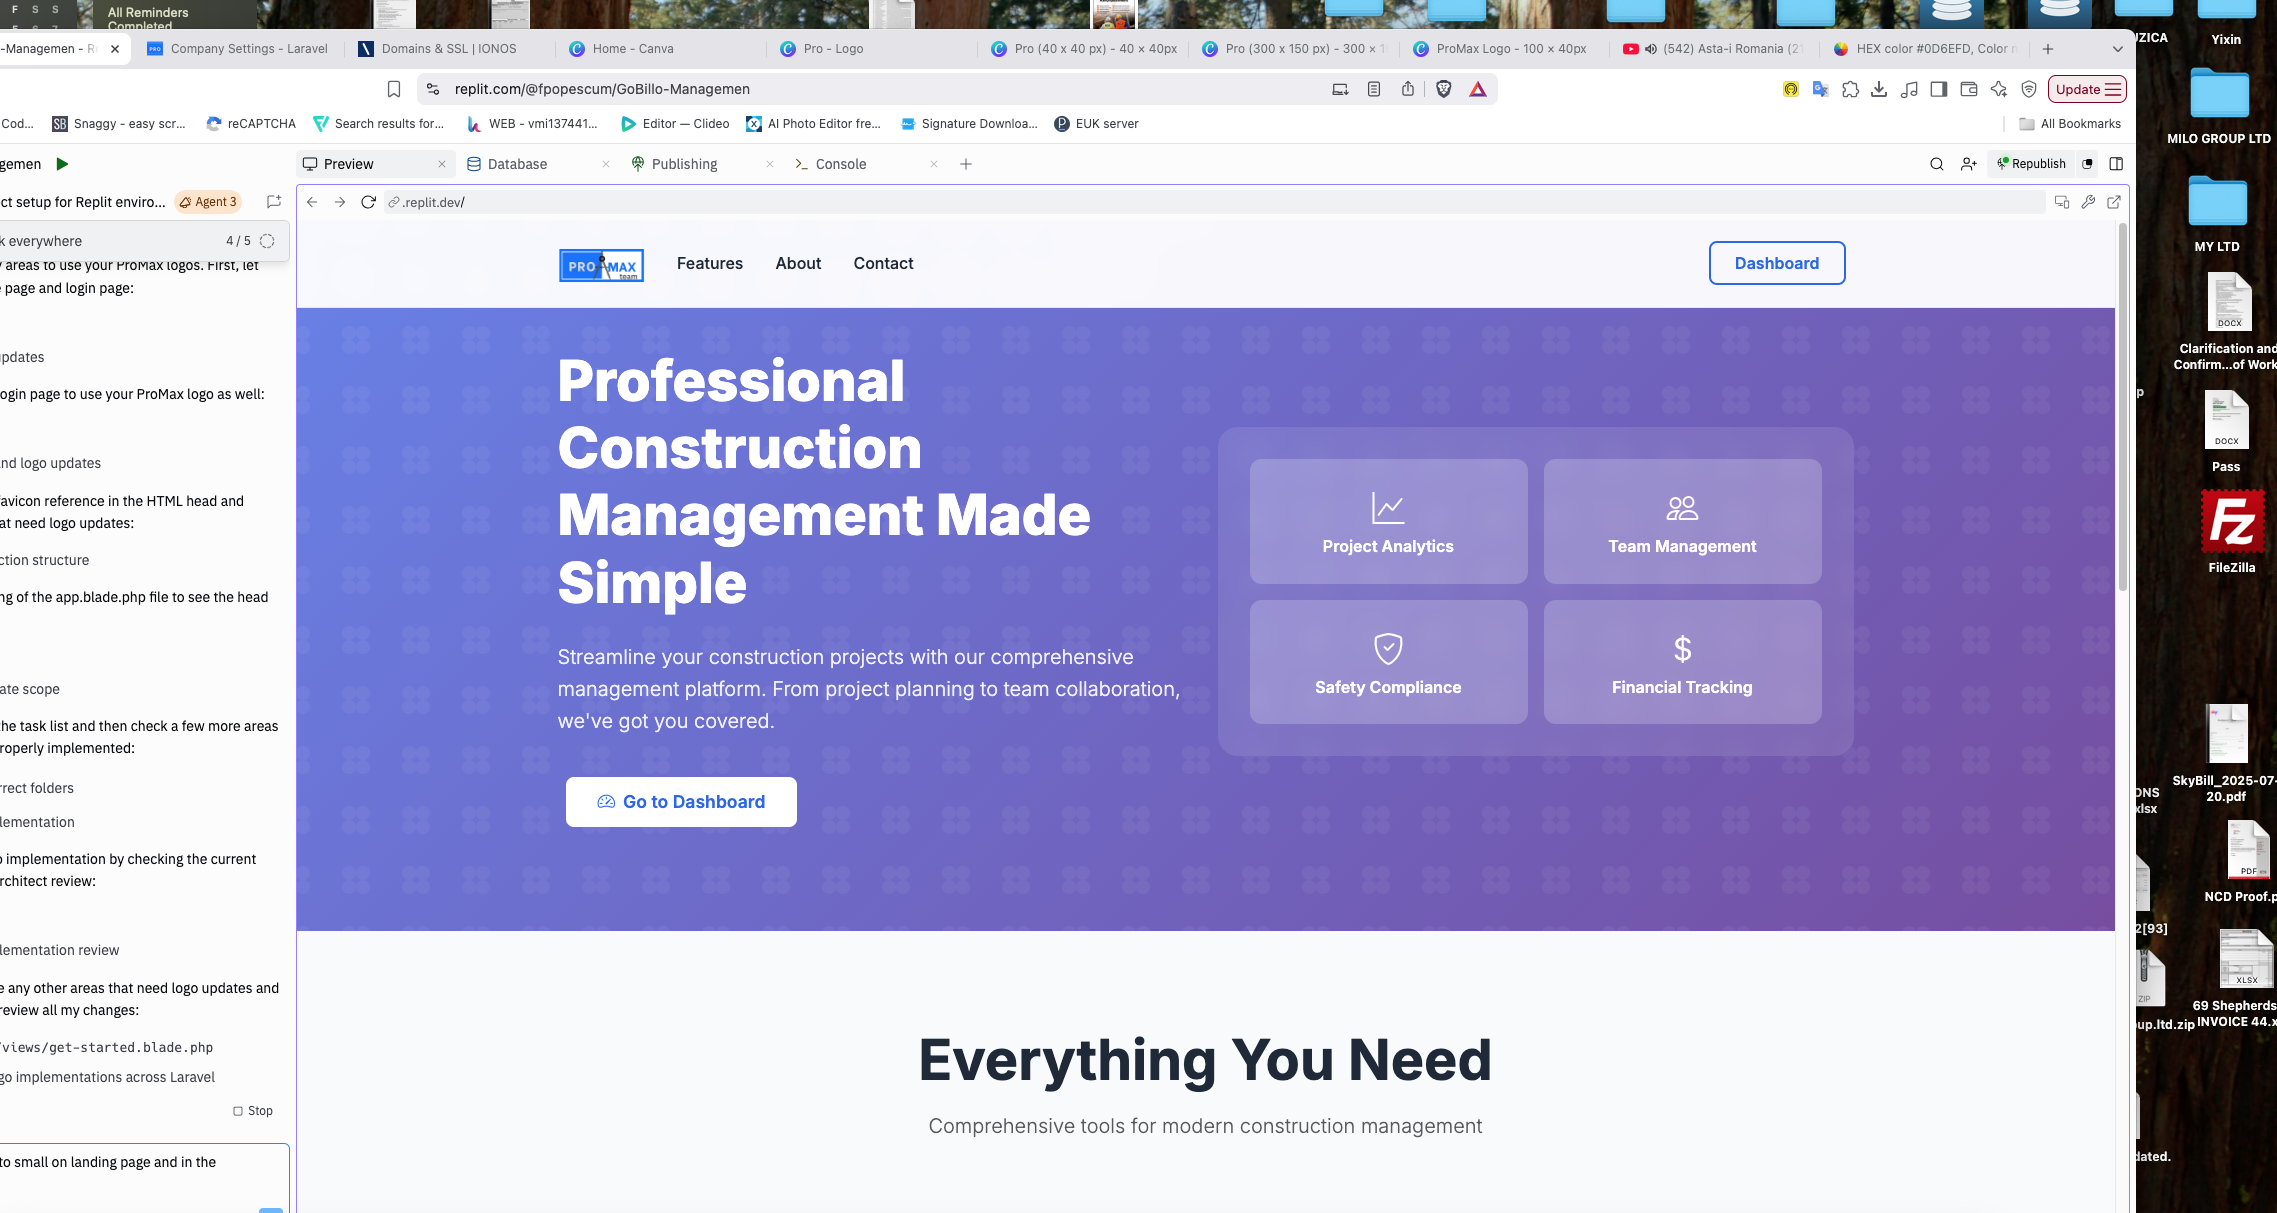 F S S
All Reminders
Completed
-Managemen - R
Company Settings - Laravel
Domains & SSL | IONOS
Home - Canva
Pro - Logo
Pro (40 x 40 px) - 40 × 40px
Pro (300 x 150 px) - 300 × 1
ProMax Logo - 100 × 40px
(542) Asta-i Romania (2
HEX color #0D6EFD, Color
UZICA
Yixin
replit.com/@fpopescum/GoBillo-Managemen
Update
Cod...
Snaggy - easy scr...
reCAPTCHA
Search results for...
WEB - vmi137441...
Editor — Clideo
AI Photo Editor fre...
Signature Downloa...
EUK server
All Bookmarks
MILO GROUP LTD
gemen
Preview
Database
Publishing
Console
Republish
ct setup for Replit enviro...
Agent 3
.replit.dev/
k everywhere
4 / 5
y areas to use your ProMax logos. First, let
page and login page:
pdates
ogin page to use your ProMax logo as well:
nd logo updates
favicon reference in the HTML head and
at need logo updates:
ction structure
ng of the app.blade.php file to see the head
ate scope
the task list and then check a few more areas
roperly implemented:
rrect folders
lementation
o implementation by checking the current
rchitect review:
lementation review
e any other areas that need logo updates and
review all my changes:
/views/get-started.blade.php
go implementations across Laravel
Stop
to small on landing page and in the
PRO MAX
team
Features
About
Contact
Dashboard
Professional
Construction
Management Made
Simple
Streamline your construction projects with our comprehensive
management platform. From project planning to team collaboration,
we've got you covered.
Go to Dashboard
Project Analytics
Team Management
Safety Compliance
Financial Tracking
Everything You Need
Comprehensive tools for modern construction management
MY LTD
DOCX
Clarification and
Confirm...of Work
p
DOCX
Pass
FileZilla
SkyBill_2025-07-
20.pdf
ONS
xlsx
PDF
NCD Proof.p
2[93]
XLSX
ZIP
69 Shepherds
INVOICE 44.x
oup.ltd.zip
dated.